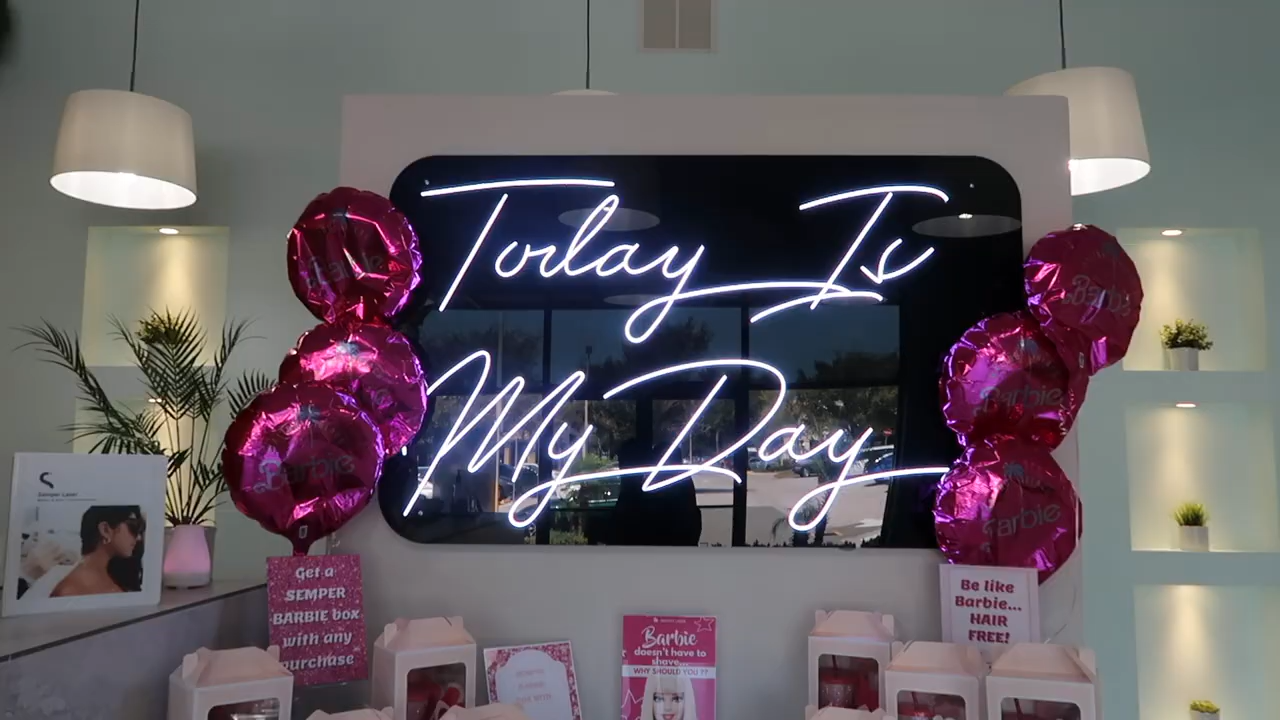 Today Is
My Day
Barbie
Barbie
Barbie
Barbie
Barbie
Semper Laser
Get a
SEMPER
BARBIE box
with any
purchase
Be like
Barbie...
HAIR
FREE!
Barbie
doesn't have to
shave...
WHY SHOULD YOU ??